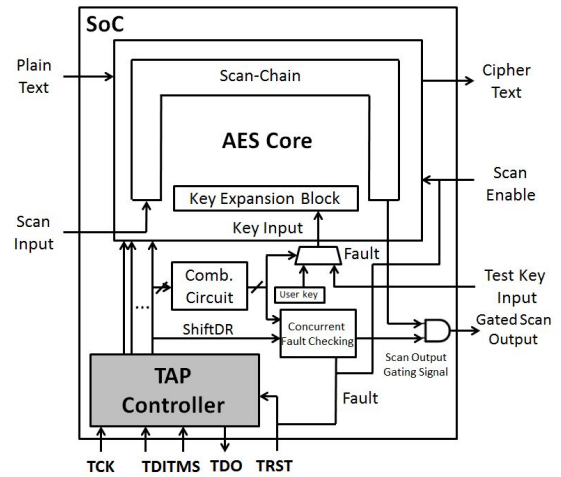 SoC
Plain
Text
Scan-Chain
Cipher
Text
AES Core
Scan
Enable
Key Expansion Block
Scan
Input
Key Input
Fault
Comb.
Circuit
User key
Test Key
Input
...
ShiftDR
Concurrent
Fault Checking
Gated Scan
Output
Scan Output
Gating Signal
TAP
Controller
Fault
TCK
TDITMS
TDO
TRST